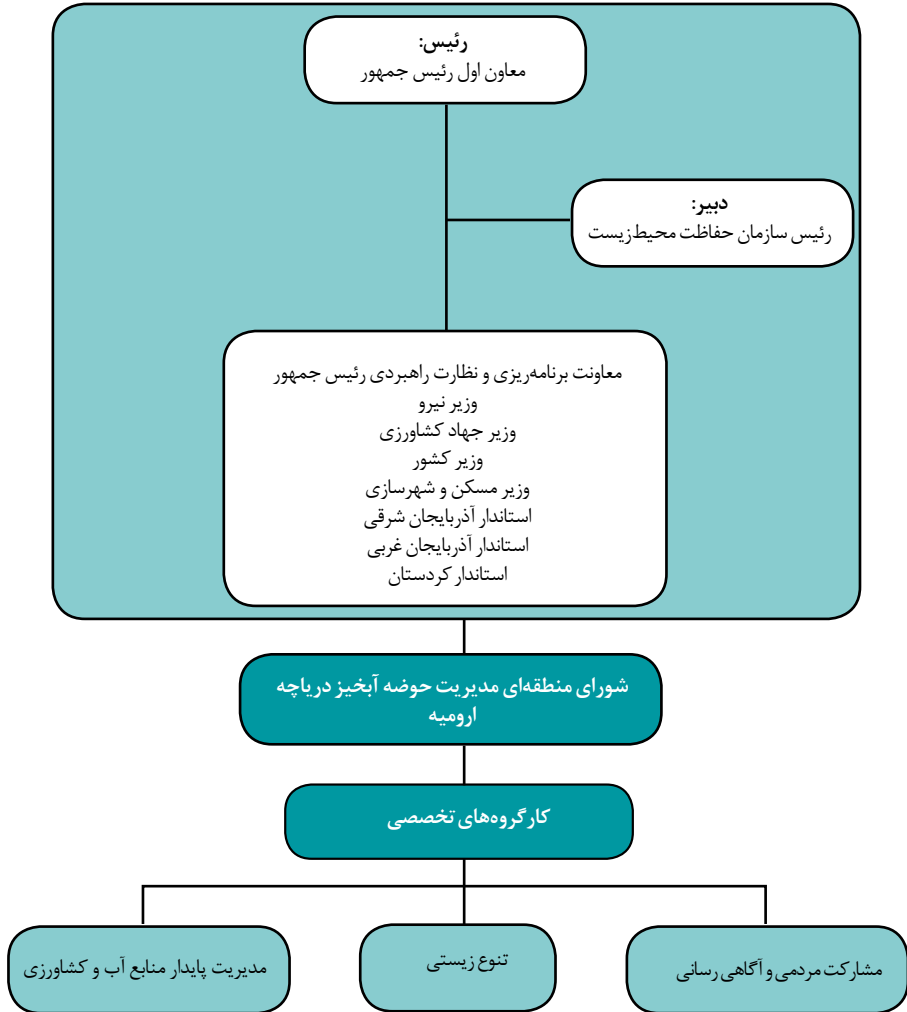 رئیس:
معاون اول رئیس جمهور
دبیر:
رئیس سازمان حفاظت محیط‌زیست
معاونت برنامه‌ریزی و نظارت راهبردی رئیس جمهور
وزیر نیرو
وزیر جهاد کشاورزی
وزیر کشور
وزیر مسکن و شهرسازی
استاندار آذربایجان شرقی
استاندار آذربایجان غربی
استاندار کردستان
شورای منطقه‌ای مدیریت حوضه آبخیز دریاچه
ارومیه
کارگروه‌های تخصصی
مشارکت مردمی و آگاهی رسانی
تنوع زیستی
مدیریت پایدار منابع آب و کشاورزی